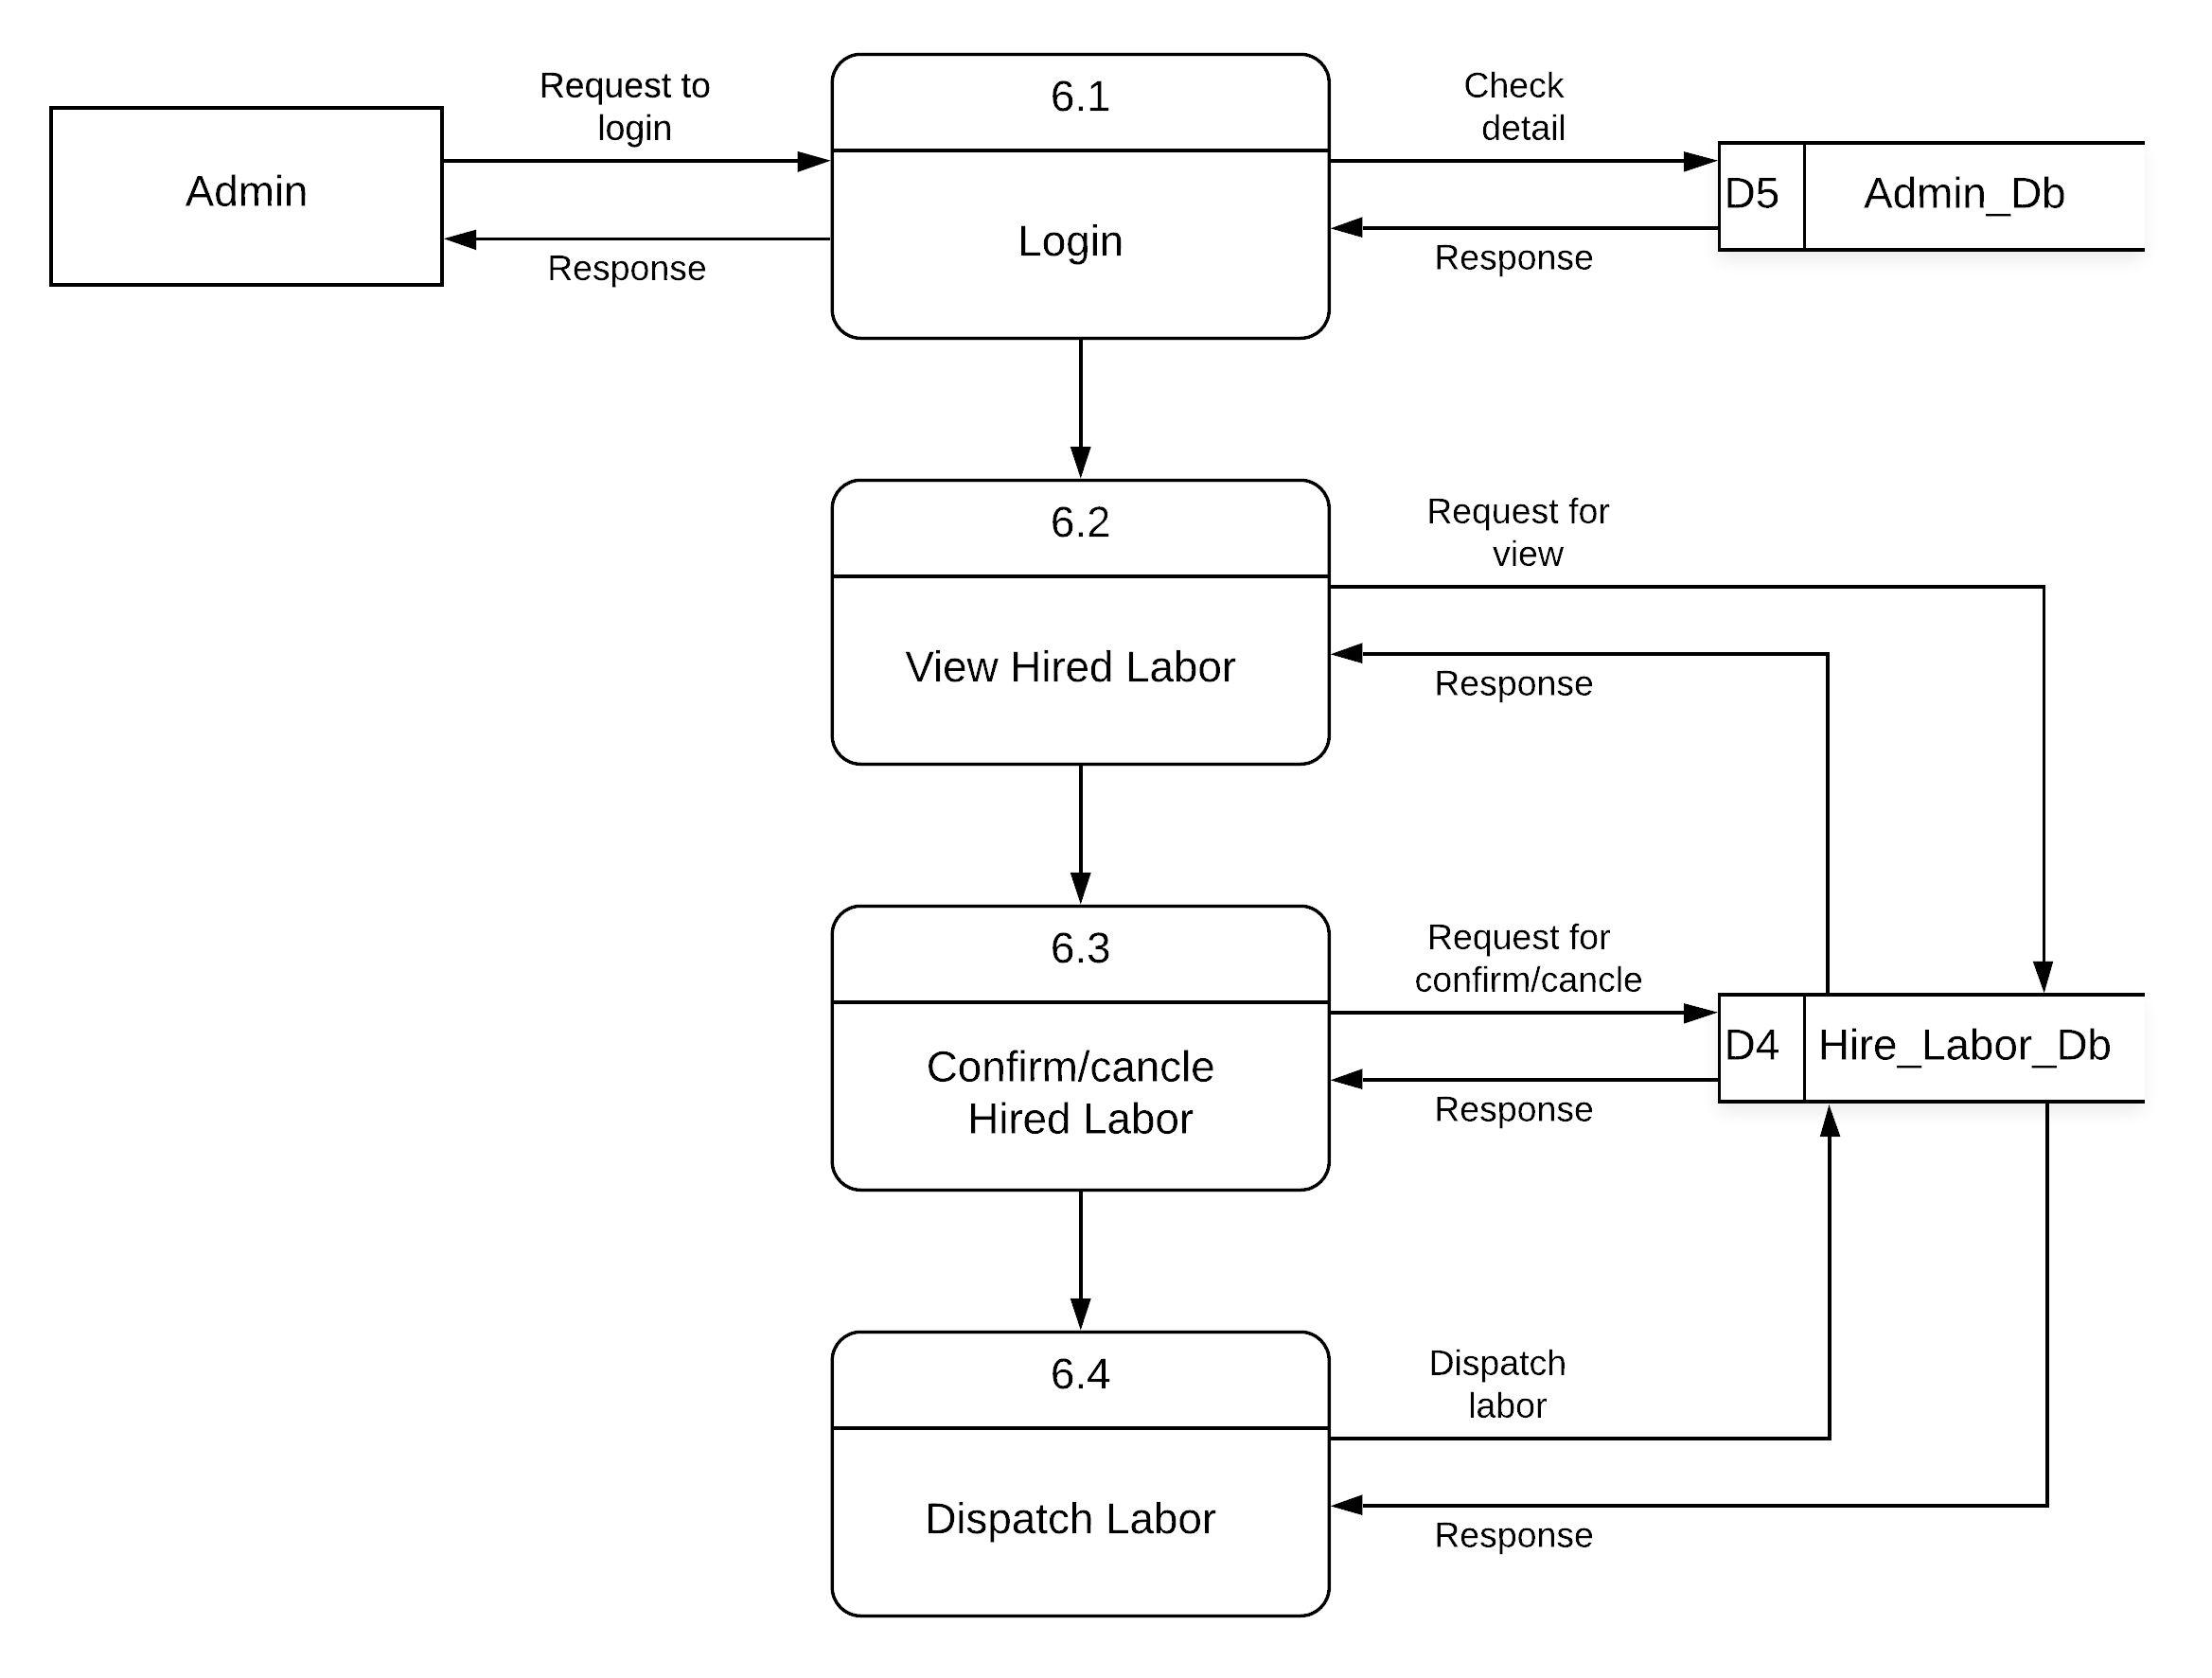 Request to
login
6.1
Check
detail
Admin
Login
D5
Admin_Db
Response
Response
6.2
Request for
view
View Hired Labor
Response
6.3
Request for
confirm/cancle
Confirm/cancle
Hired Labor
D4
Hire_Labor_Db
Response
6.4
Dispatch
labor
Dispatch Labor
Response